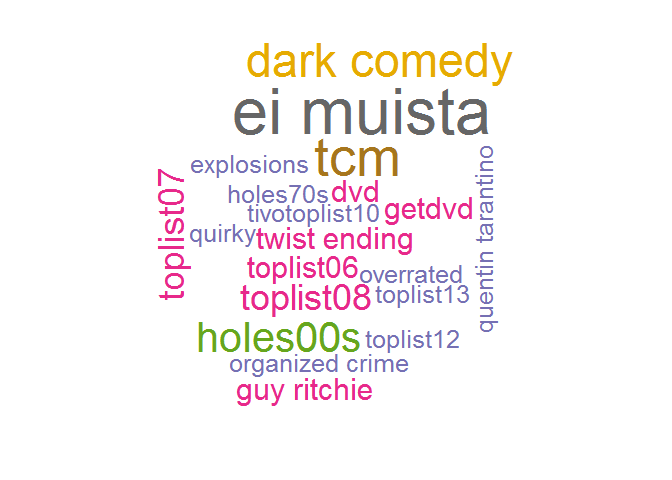 dark comedy
ei muista
tcm
explosions
toplist07
holes70s
dvd
quentin tarantino
tivotoplist10
getdvd
quirky
twist ending
toplist06
overrated
toplist08
toplist13
holes00s
toplist12
organized crime
guy ritchie